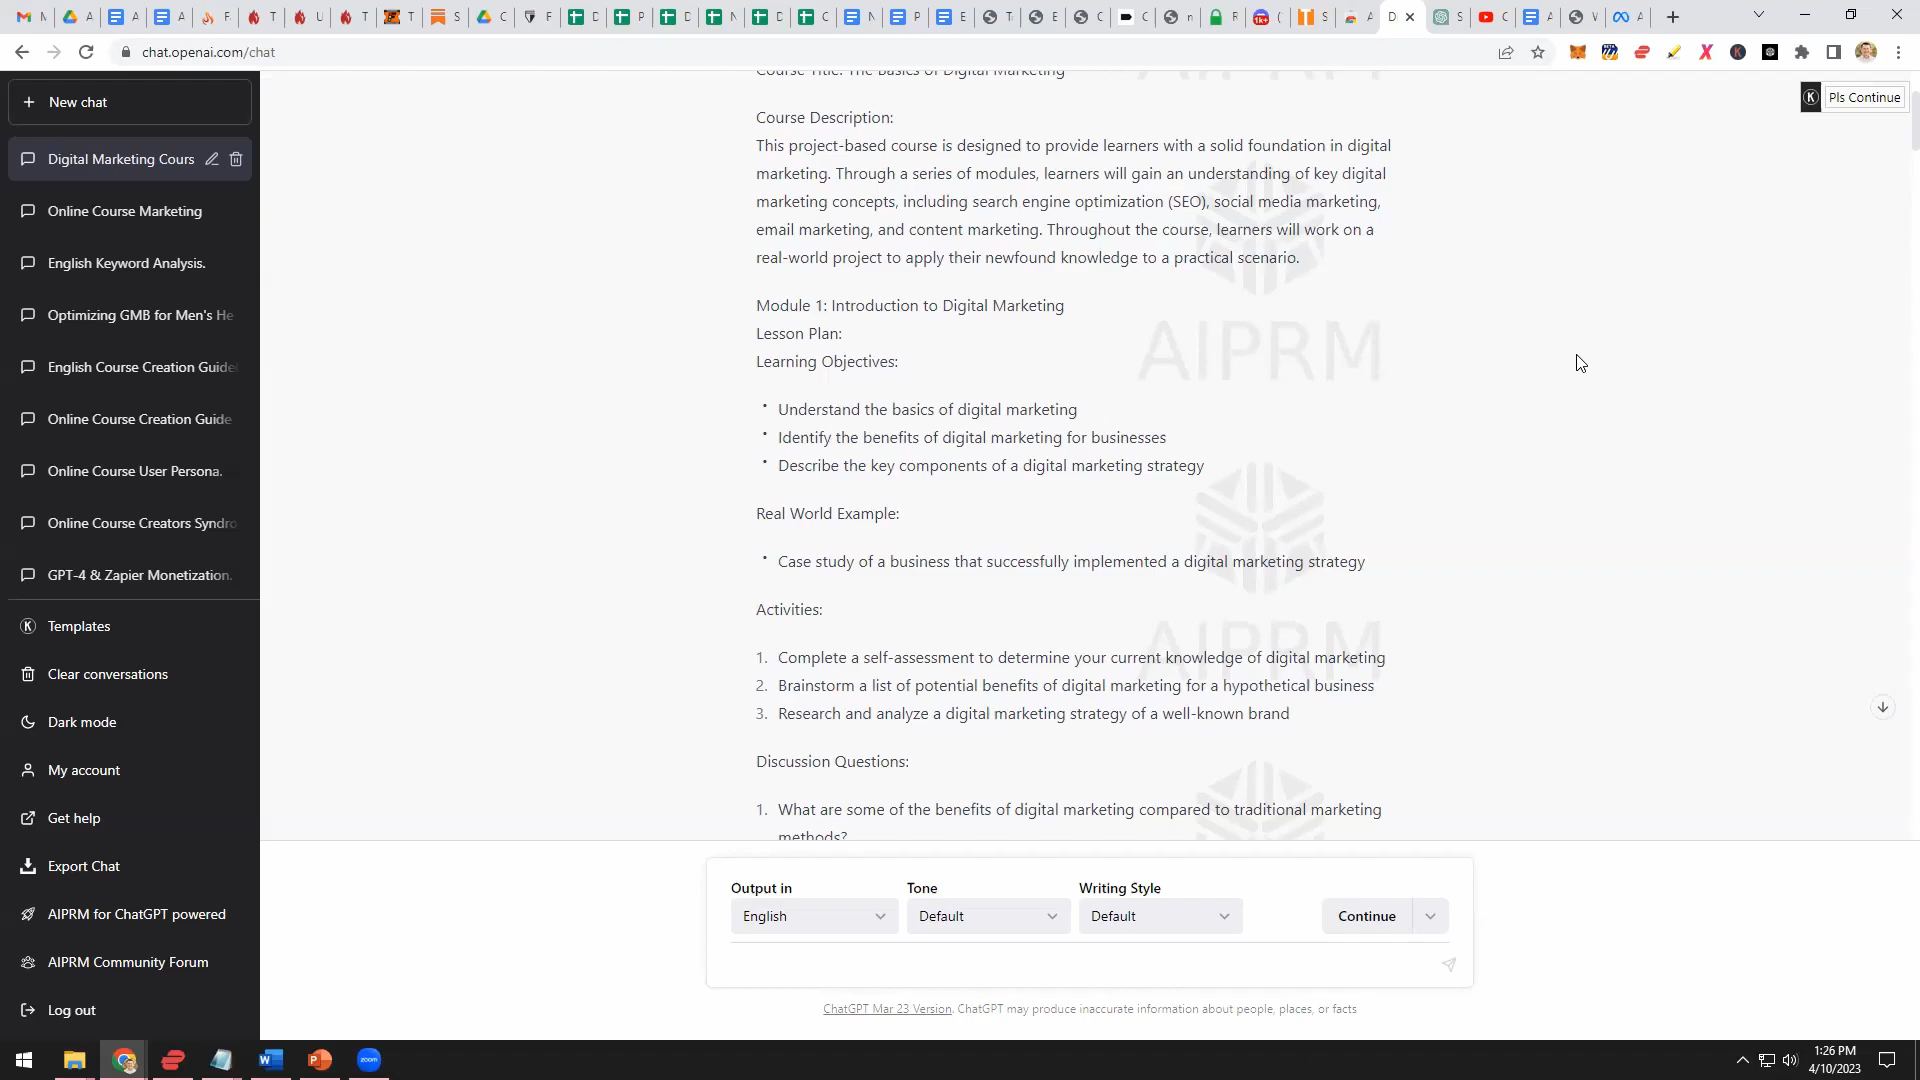 chat.openai.com/chat
New chat
Digital Marketing Cours
Online Course Marketing
English Keyword Analysis.
Optimizing GMB for Men's He
English Course Creation Guide
Online Course Creation Guide
Online Course User Persona.
Online Course Creators Syndro
GPT-4 & Zapier Monetization.
Templates
Clear conversations
Dark mode
My account
Get help
Export Chat
AIPRM for ChatGPT powered
AIPRM Community Forum
Log out
Pls Continue
Course Title: The Basics of Digital Marketing
Course Description:
This project-based course is designed to provide learners with a solid foundation in digital
marketing. Through a series of modules, learners will gain an understanding of key digital
marketing concepts, including search engine optimization (SEO), social media marketing,
email marketing, and content marketing. Throughout the course, learners will work on a
real-world project to apply their newfound knowledge to a practical scenario.
Module 1: Introduction to Digital Marketing
Lesson Plan:
Learning Objectives:
• Understand the basics of digital marketing
• Identify the benefits of digital marketing for businesses
• Describe the key components of a digital marketing strategy
Real World Example:
• Case study of a business that successfully implemented a digital marketing strategy
Activities:
1. Complete a self-assessment to determine your current knowledge of digital marketing
2. Brainstorm a list of potential benefits of digital marketing for a hypothetical business
3. Research and analyze a digital marketing strategy of a well-known brand
Discussion Questions:
1. What are some of the benefits of digital marketing compared to traditional marketing
methods?
AIPRM
AIPRM
Output in Tone Writing Style
English Default Default Continue
ChatGPT Mar 23 Version. ChatGPT may produce inaccurate information about people, places, or facts
zoom
1:26 PM
4/10/2023